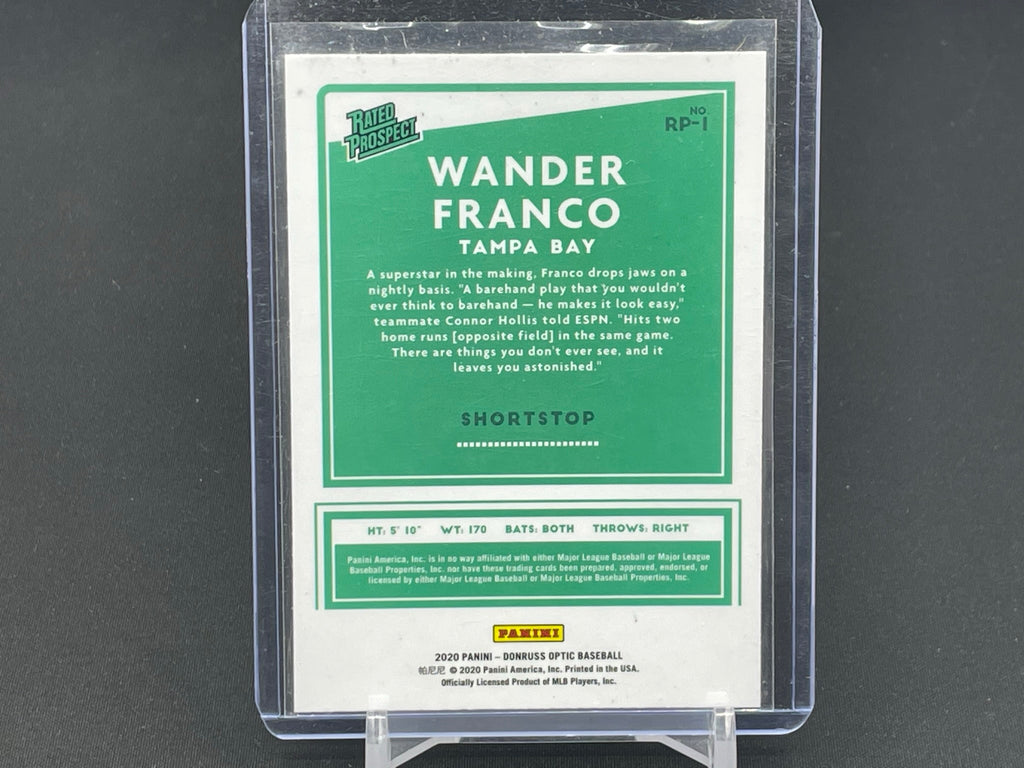 RATED
PROSPECT
NO.
RP-1
WANDER
FRANCO
TAMPA BAY
A superstar in the making, Franco drops jaws on a
nightly basis. "A barehand play that you wouldn't
ever think to barehand — he makes it look easy,"
teammate Connor Hollis told ESPN. "Hits two
home runs [opposite field] in the same game.
There are things you don't ever see, and it
leaves you astonished."
SHORTSTOP
HT: 5' 10" WT: 170 BATS: BOTH THROWS: RIGHT
Panini America, Inc. is in no way affiliated with either Major League Baseball or Major League
Baseball Properties, Inc. nor have these trading cards been prepared, approved, endorsed, or
licensed by either Major League Baseball or Major League Baseball Properties, Inc.
PANINI
2020 PANINI – DONRUSS OPTIC BASEBALL
帕尼尼 © 2020 Panini America, Inc. Printed in the USA.
Officially Licensed Product of MLB Players, Inc.